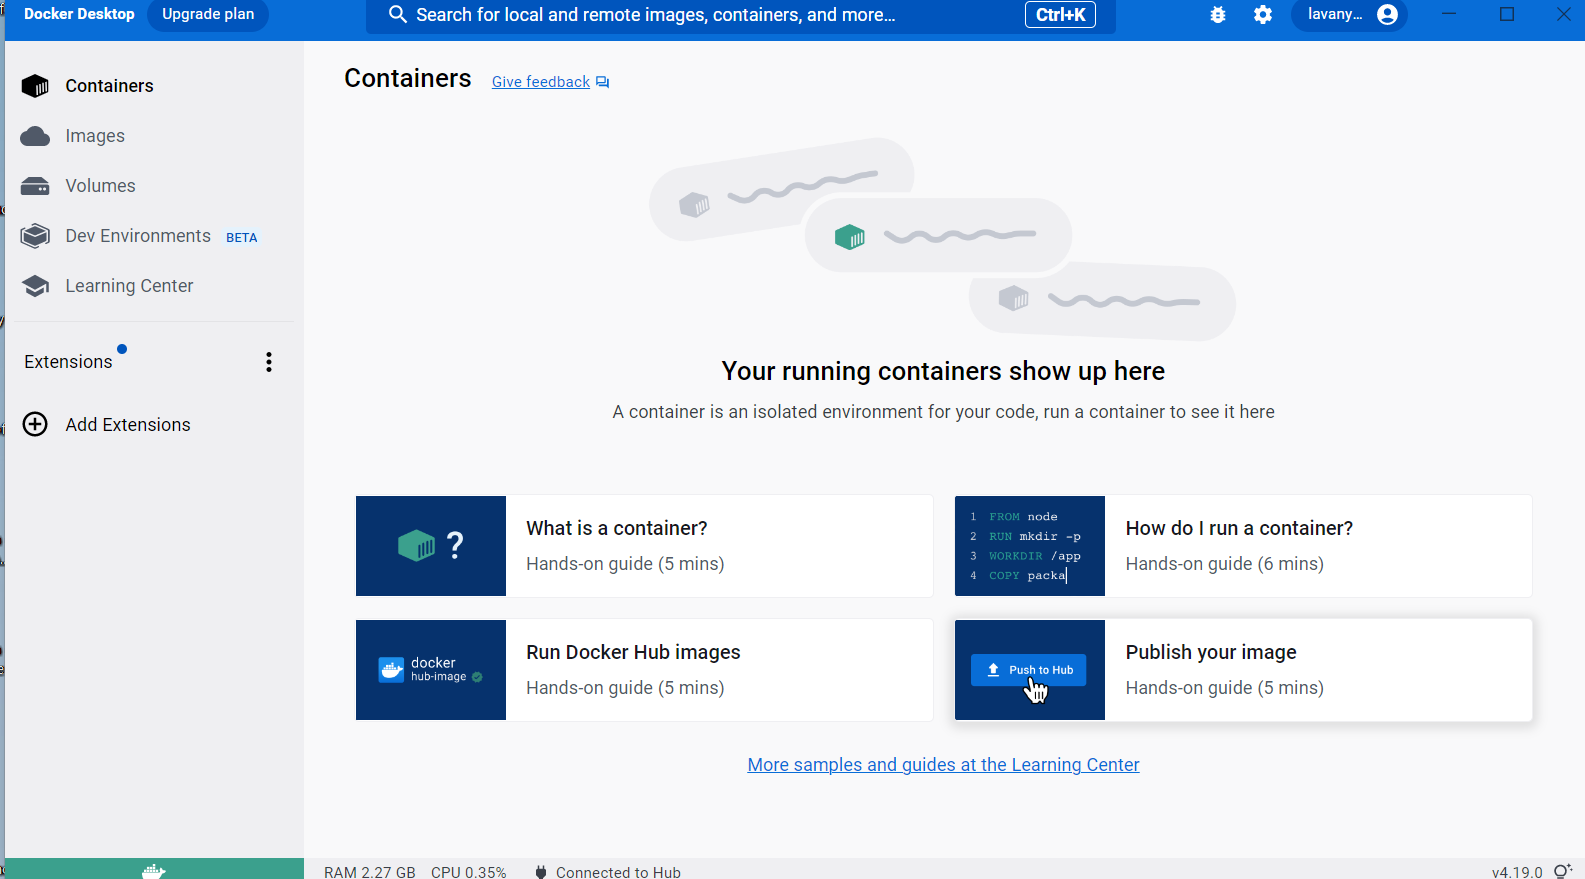 Docker Desktop
Upgrade plan
Search for local and remote images, containers, and more...
Ctrl+K
lavany...
Containers
Images
Volumes
Dev Environments BETA
Learning Center
Extensions
Add Extensions
Containers
Give feedback
Your running containers show up here
A container is an isolated environment for your code, run a container to see it here
?
What is a container?
Hands-on guide (5 mins)
1 FROM node
2 RUN mkdir -p
3 WORKDIR /app
4 COPY packa
How do I run a container?
Hands-on guide (6 mins)
docker
hub-image
Run Docker Hub images
Hands-on guide (5 mins)
Push to Hub
Publish your image
Hands-on guide (5 mins)
More samples and guides at the Learning Center
RAM 2.27 GB CPU 0.35% Connected to Hub
v4.19.0